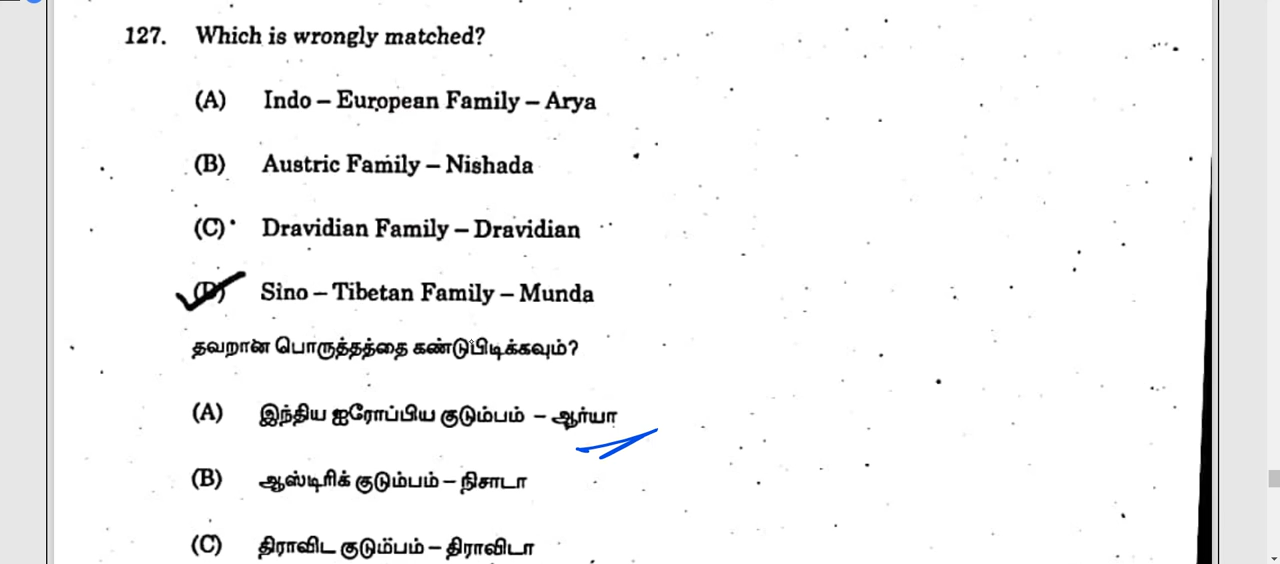 127. Which is wrongly matched?
(A) Indo – European Family – Arya
(B) Austric Family – Nishada
(C) Dravidian Family – Dravidian
(D) Sino – Tibetan Family – Munda
தவறான பொருத்தத்தை கண்டுபிடிக்கவும்?
(A) இந்திய ஐரோப்பிய குடும்பம் – ஆர்யா
(B) ஆஸ்டிரிக் குடும்பம் – நிசாடா
(C) திராவிட குடும்பம் – திராவிடா